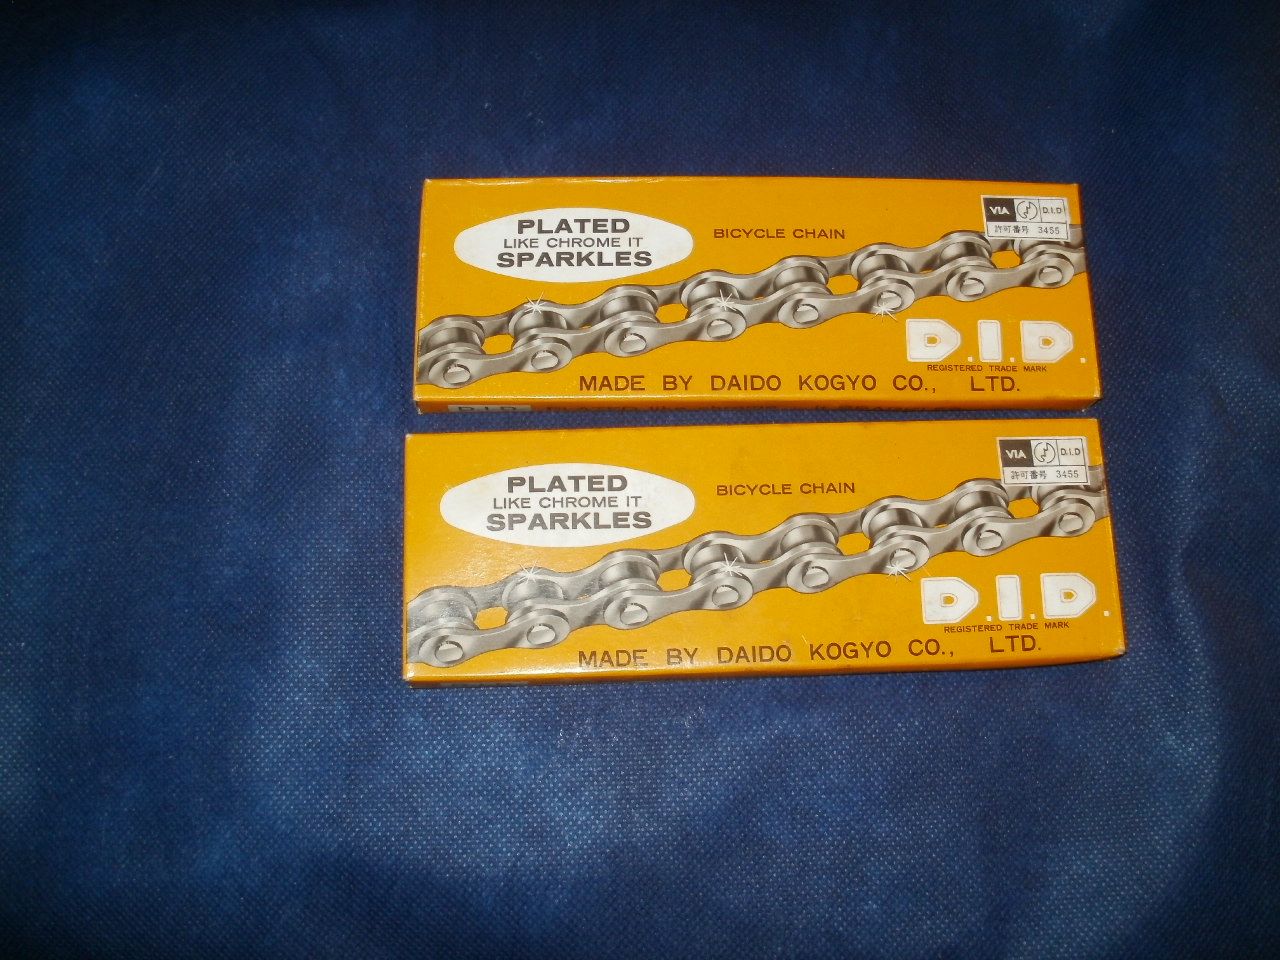 PLATED
LIKE CHROME IT
SPARKLES
BICYCLE CHAIN
VIA D.I.D
許可番号 3455
D.I.D.
REGISTERED TRADE MARK
MADE BY DAIDO KOGYO CO., LTD.
D.I.D
PLATED
LIKE CHROME IT
SPARKLES
BICYCLE CHAIN
VIA D.I.D
許可番号 3455
D.I.D.
REGISTERED TRADE MARK
MADE BY DAIDO KOGYO CO., LTD.